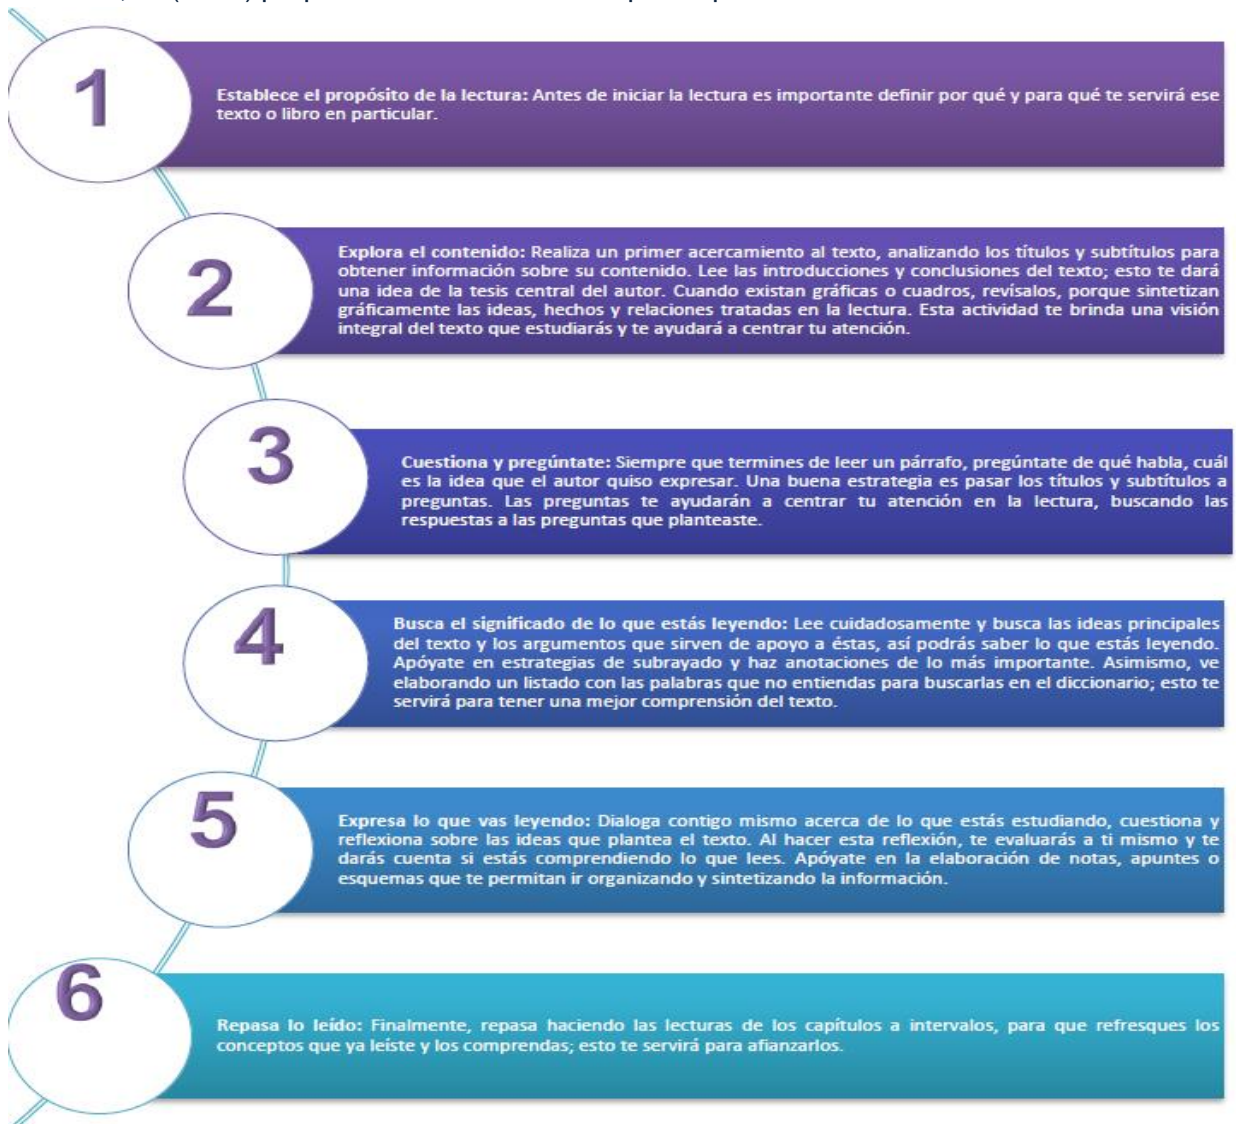 1
Establece el propósito de la lectura: Antes de iniciar la lectura es importante definir por qué y para qué te servirá ese
texto o libro en particular.
2
Explora el contenido: Realiza un primer acercamiento al texto, analizando los títulos y subtítulos para
obtener información sobre su contenido. Lee las introducciones y conclusiones del texto; esto te dará
una idea de la tesis central del autor. Cuando existan gráficas o cuadros, revísalos, porque sintetizan
gráficamente las ideas, hechos y relaciones tratadas en la lectura. Esta actividad te brinda una visión
integral del texto que estudiarás y te ayudará a centrar tu atención.
3
Cuestiona y pregúntate: Siempre que termines de leer un párrafo, pregúntate de qué habla, cuál
es la idea que el autor quiso expresar. Una buena estrategia es pasar los títulos y subtítulos a
preguntas. Las preguntas te ayudarán a centrar tu atención en la lectura, buscando las
respuestas a las preguntas que planteaste.
4
Busca el significado de lo que estás leyendo: Lee cuidadosamente y busca las ideas principales
del texto y los argumentos que sirven de apoyo a éstas, así podrás saber lo que estás leyendo.
Apóyate en estrategias de subrayado y haz anotaciones de lo más importante. Asimismo, ve
elaborando un listado con las palabras que no entiendas para buscarlas en el diccionario; esto te
servirá para tener una mejor comprensión del texto.
5
Expresa lo que vas leyendo: Dialoga contigo mismo acerca de lo que estás estudiando, cuestiona y
reflexiona sobre las ideas que plantea el texto. Al hacer esta reflexión, te evaluarás a ti mismo y te
darás cuenta si estás comprendiendo lo que lees. Apóyate en la elaboración de notas, apuntes o
esquemas que te permitan ir organizando y sintetizando la información.
6
Repasa lo leído: Finalmente, repasa haciendo las lecturas de los capítulos a intervalos, para que refresques los
conceptos que ya leíste y los comprendas; esto te servirá para afianzarlos.